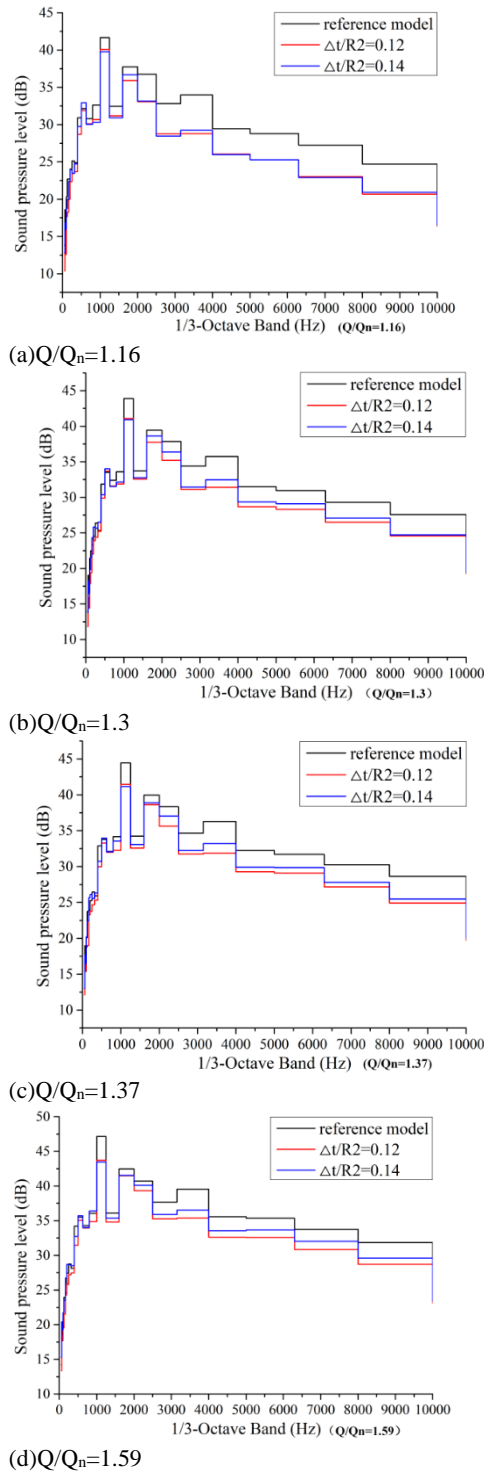 45
40
35
30
25
20
15
10
Sound pressure level (dB)
reference model
△t/R2=0.12
△t/R2=0.14
0 1000 2000 3000 4000 5000 6000 7000 8000 9000 10000
1/3-Octave Band (Hz) (Q/Qn=1.16)
(a)Q/Qn=1.16
45
40
35
30
25
20
15
10
Sound pressure level (dB)
reference model
△t/R2=0.12
△t/R2=0.14
0 1000 2000 3000 4000 5000 6000 7000 8000 9000 10000
1/3-Octave Band (Hz) （Q/Qn=1.3）
(b)Q/Qn=1.3
45
40
35
30
25
20
15
10
Sound pressure level (dB)
reference model
△t/R2=0.12
△t/R2=0.14
0 1000 2000 3000 4000 5000 6000 7000 8000 9000 10000
1/3-Octave Band (Hz) (Q/Qn=1.37)
(c)Q/Qn=1.37
50
45
40
35
30
25
20
15
10
Sound pressure level (dB)
reference model
△t/R2=0.12
△t/R2=0.14
0 1000 2000 3000 4000 5000 6000 7000 8000 9000 10000
1/3-Octave Band (Hz) （Q/Qn=1.59）
(d)Q/Qn=1.59